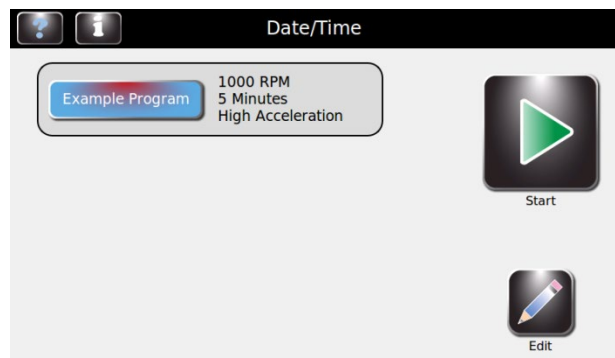 ? i Date/Time
Example Program
1000 RPM
5 Minutes
High Acceleration
Start
Edit